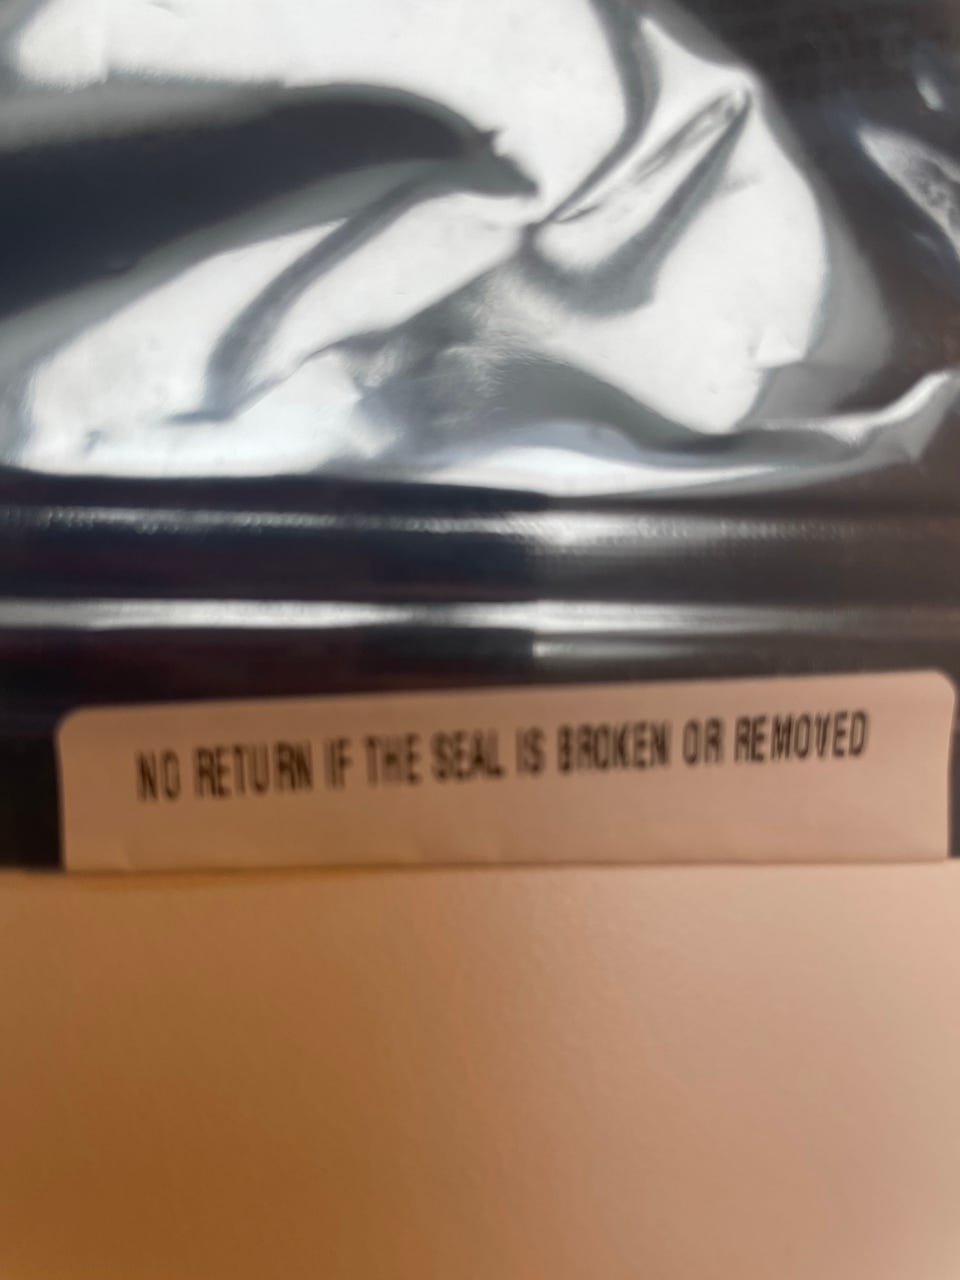 NO RETURN IF THE SEAL IS BROKEN OR REMOVED